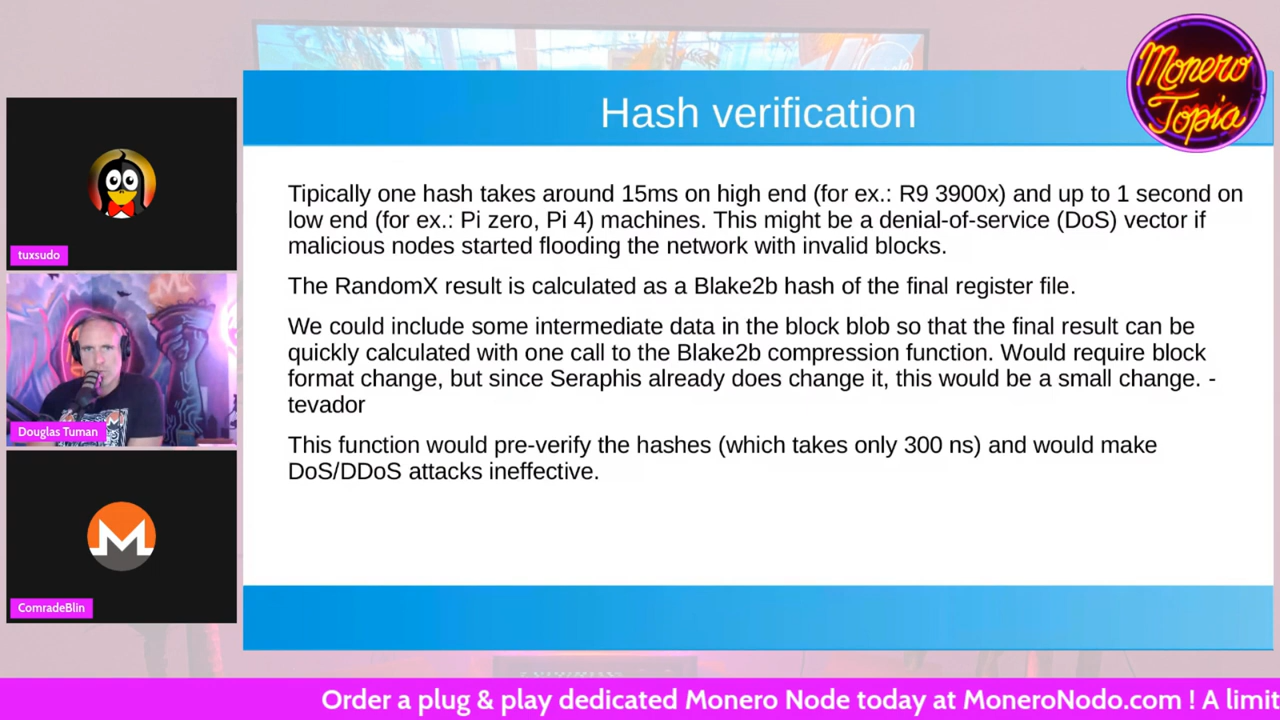 Hash verification
Monero
Topia
tuxsudo
Tipically one hash takes around 15ms on high end (for ex.: R9 3900x) and up to 1 second on
low end (for ex.: Pi zero, Pi 4) machines. This might be a denial-of-service (DoS) vector if
malicious nodes started flooding the network with invalid blocks.
The RandomX result is calculated as a Blake2b hash of the final register file.
We could include some intermediate data in the block blob so that the final result can be
quickly calculated with one call to the Blake2b compression function. Would require block
format change, but since Seraphis already does change it, this would be a small change. -
tevador
Douglas Tuman
This function would pre-verify the hashes (which takes only 300 ns) and would make
DoS/DDoS attacks ineffective.
ComradeBlin
Order a plug & play dedicated Monero Node today at MoneroNodo.com ! A limit